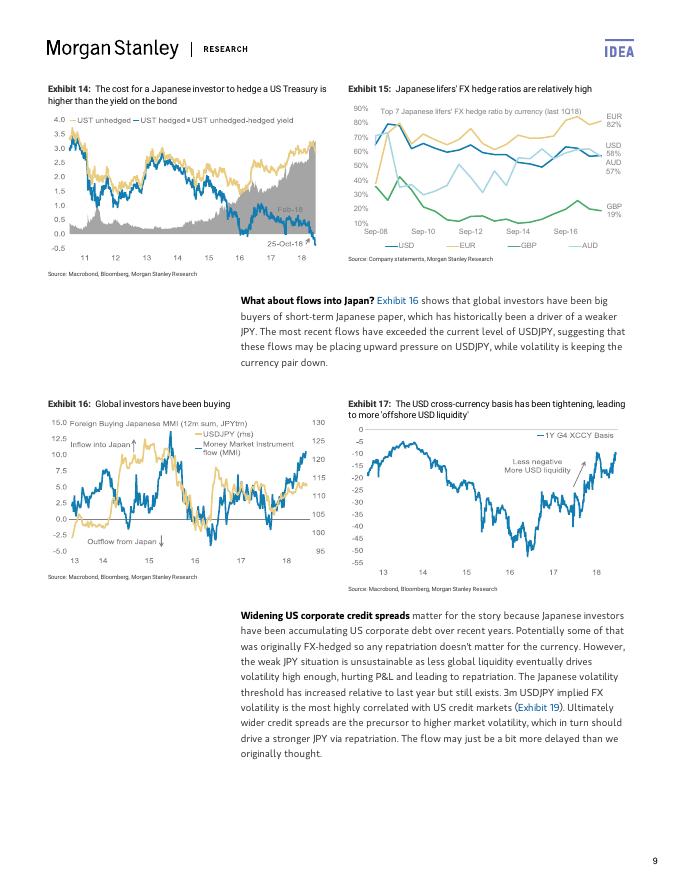 Morgan Stanley | RESEARCH
IDEA
Exhibit 14: The cost for a Japanese investor to hedge a US Treasury is
higher than the yield on the bond
4.0
3.5
3.0
2.5
2.0
1.5
1.0
0.5
0.0
-0.5
UST unhedged UST hedged UST unhedged-hedged yield
Feb-18
25-Oct-18
11 12 13 14 15 16 17 18
Source: Macrobond, Bloomberg, Morgan Stanley Research
Exhibit 15: Japanese lifers' FX hedge ratios are relatively high
90%
80%
70%
60%
50%
40%
30%
20%
10%
Top 7 Japanese lifers' FX hedge ratio by currency (last 1Q18)
EUR
82%
USD
58%
AUD
57%
GBP
19%
Sep-08 Sep-10 Sep-12 Sep-14 Sep-16
USD EUR GBP AUD
Source: Company statements, Morgan Stanley Research
What about flows into Japan? Exhibit 16 shows that global investors have been big
buyers of short-term Japanese paper, which has historically been a driver of a weaker
JPY. The most recent flows have exceeded the current level of USDJPY, suggesting that
these flows may be placing upward pressure on USDJPY, while volatility is keeping the
currency pair down.
Exhibit 16: Global investors have been buying
15.0
12.5
10.0
7.5
5.0
2.5
0.0
-2.5
-5.0
Foreign Buying Japanese MMI (12m sum, JPYtrn)
USDJPY (rhs)
Money Market Instrument
flow (MMI)
Inflow into Japan
Outflow from Japan
130
125
120
115
110
105
100
95
13 14 15 16 17 18
Source: Macrobond, Bloomberg, Morgan Stanley Research
Exhibit 17: The USD cross-currency basis has been tightening, leading
to more 'offshore USD liquidity'
0
-5
-10
-15
-20
-25
-30
-35
-40
-45
-50
-55
1Y G4 XCCY Basis
Less negative
More USD liquidity
13 14 15 16 17 18
Source: Macrobond, Bloomberg, Morgan Stanley Research
Widening US corporate credit spreads matter for the story because Japanese investors
have been accumulating US corporate debt over recent years. Potentially some of that
was originally FX-hedged so any repatriation doesn't matter for the currency. However,
the weak JPY situation is unsustainable as less global liquidity eventually drives
volatility high enough, hurting P&L and leading to repatriation. The Japanese volatility
threshold has increased relative to last year but still exists. 3m USDJPY implied FX
volatility is the most highly correlated with US credit markets (Exhibit 19). Ultimately
wider credit spreads are the precursor to higher market volatility, which in turn should
drive a stronger JPY via repatriation. The flow may just be a bit more delayed than we
originally thought.
9